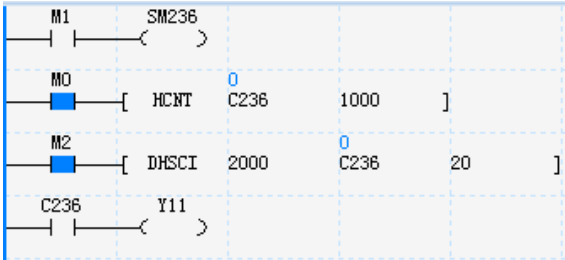 M1 SM236
M0 0
[ HCNT C236 1000 ]
M2 0
[ DHSCI 2000 C236 20 ]
C236 Y11